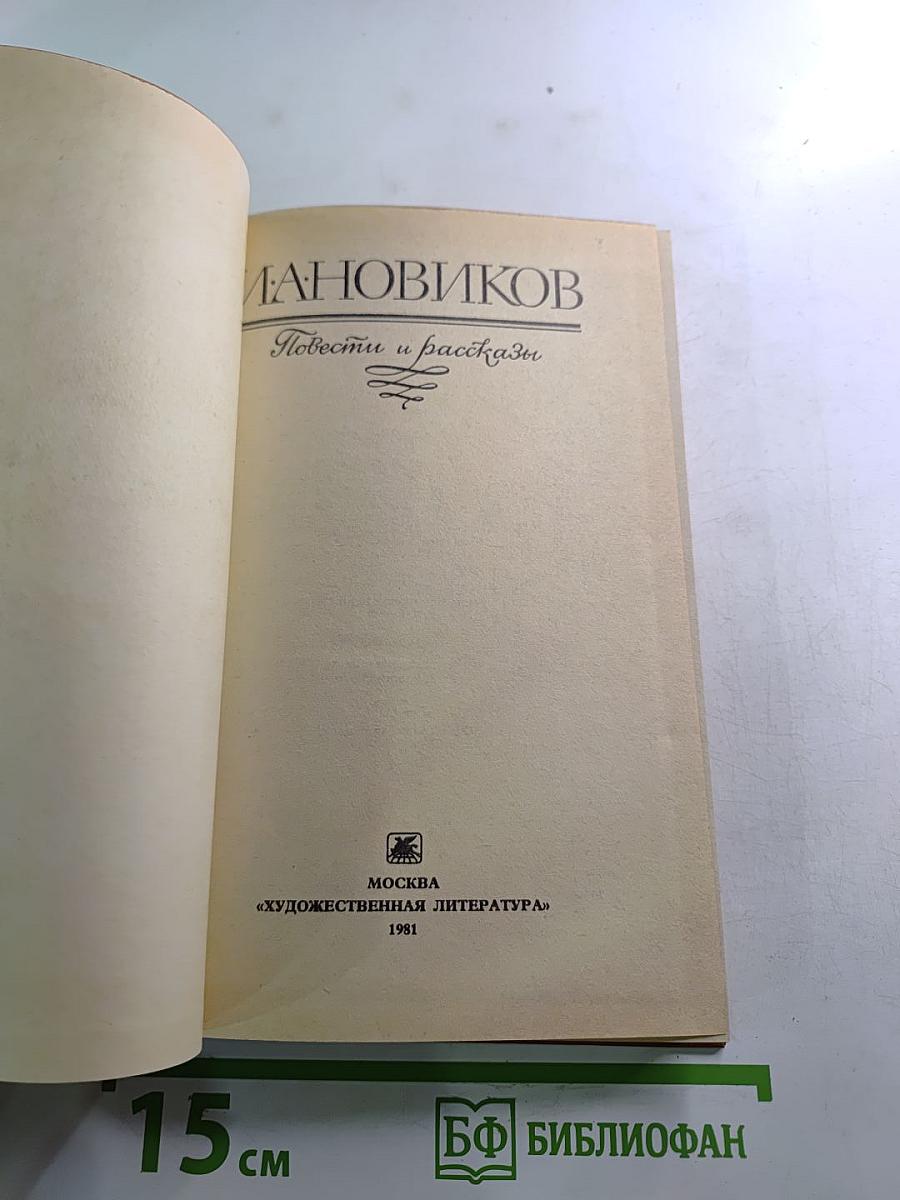 И·А·НОВИКОВ
Повести и рассказы
МОСКВА
«ХУДОЖЕСТВЕННАЯ ЛИТЕРАТУРА»
1981
15 см
БФ БИБЛИОФАН